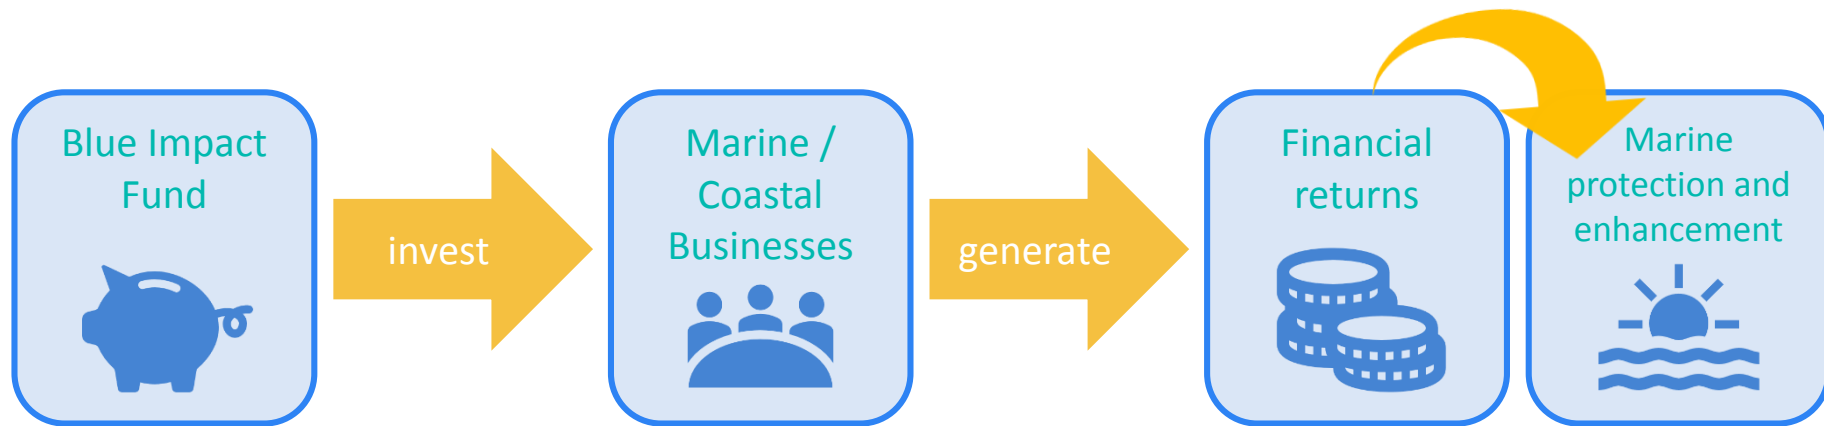 Blue Impact
Fund
invest
Marine /
Coastal
Businesses
generate
Financial
returns
Marine
protection and
enhancement